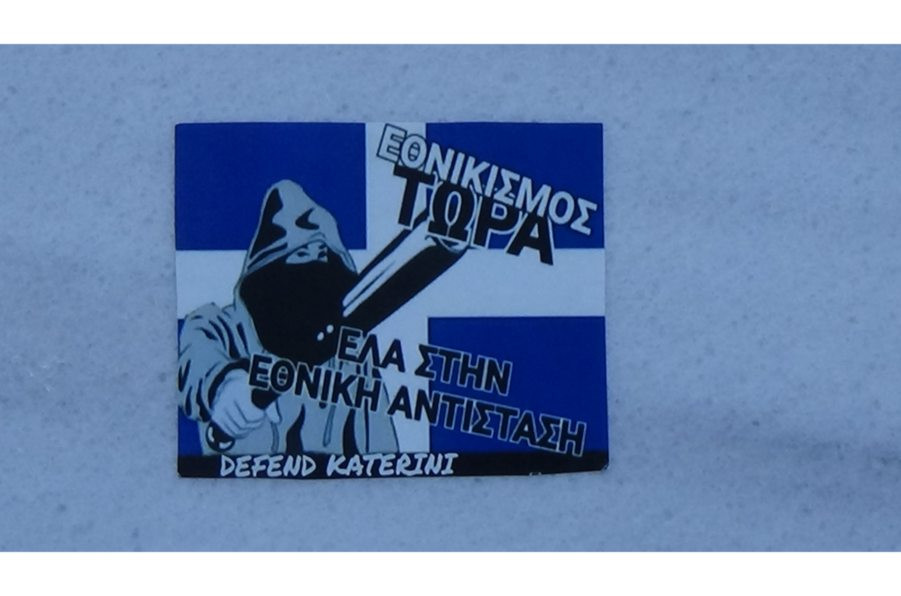 ΕΘΝΙΚΙΣΜΟΣ
ΤΩΡΑ
ΕΛΑ ΣΤΗΝ
ΕΘΝΙΚΗ ΑΝΤΙΣΤΑΣΗ
DEFEND KATERINI